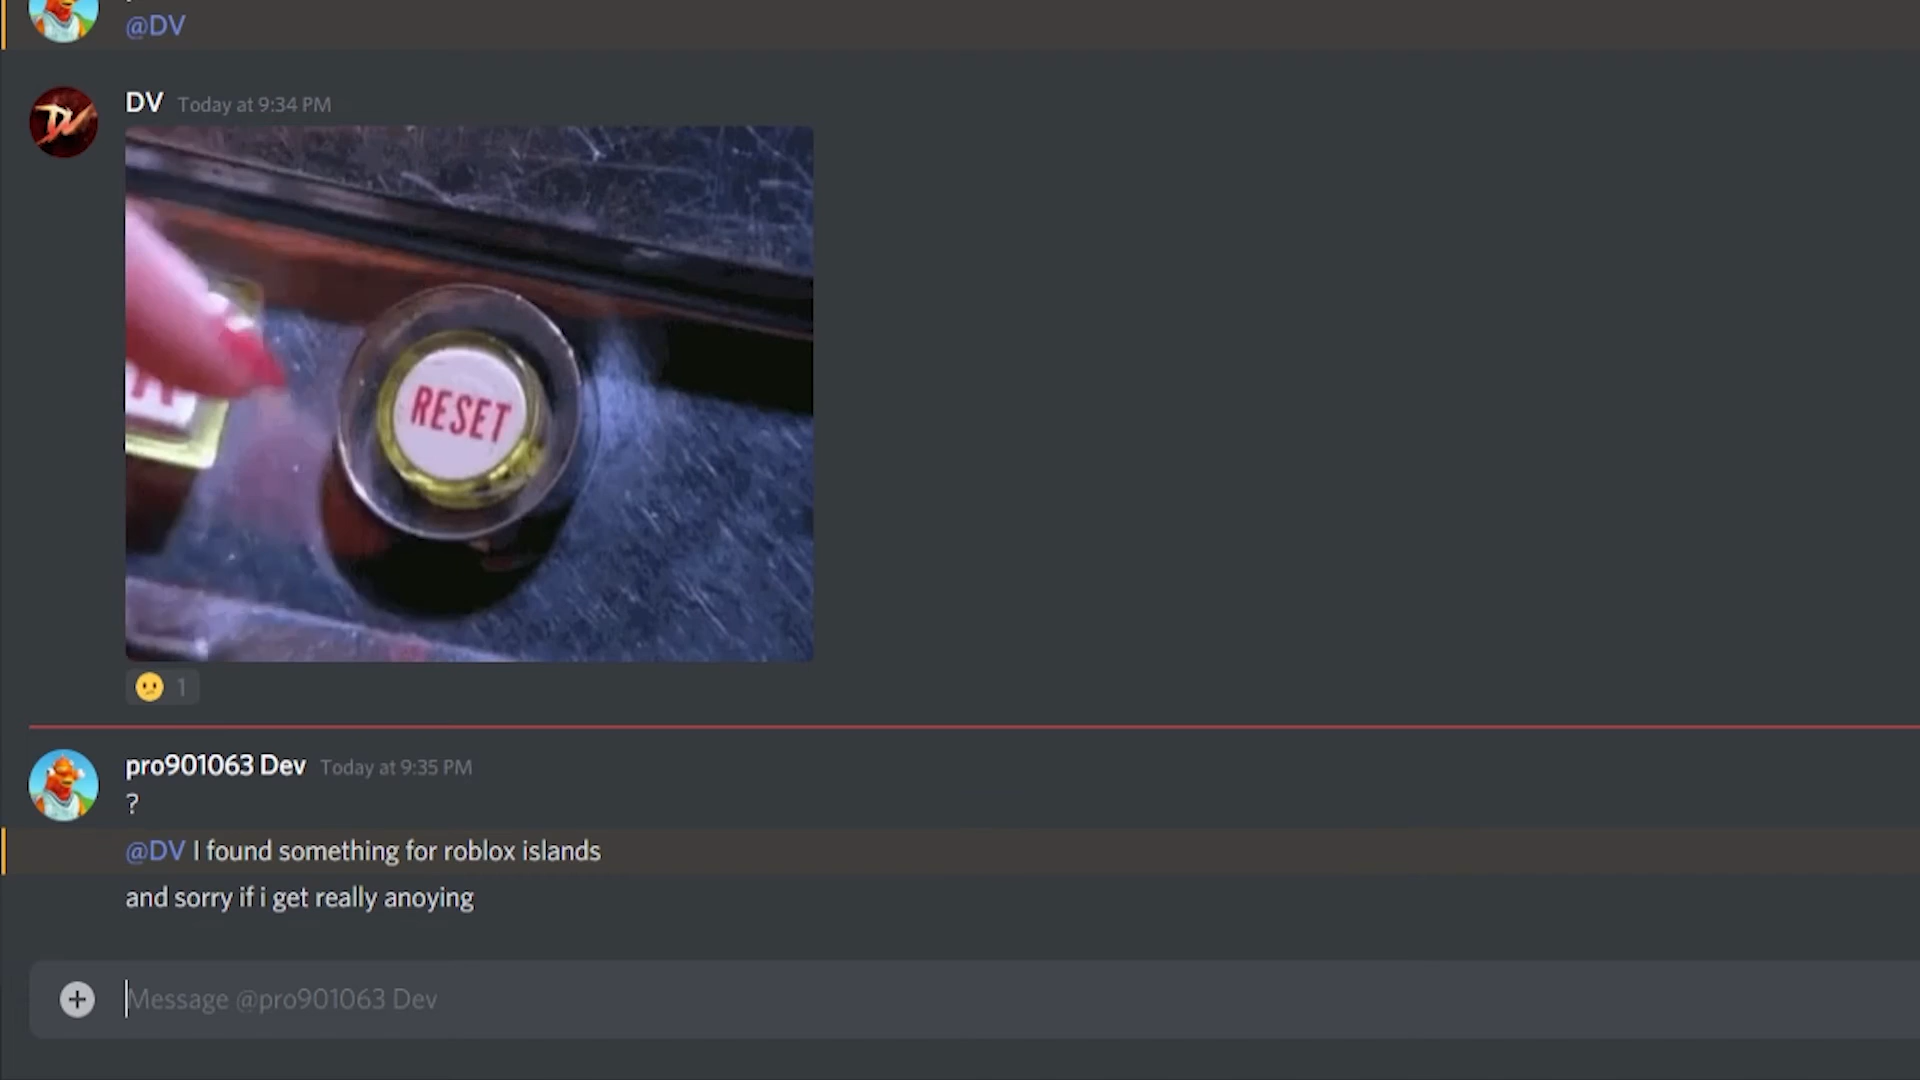 @DV
DV Today at 9:34 PM
DV
RESET
1
pro901063 Dev Today at 9:35 PM
?
@DV I found something for roblox islands
and sorry if i get really anoying
Message @pro901063 Dev